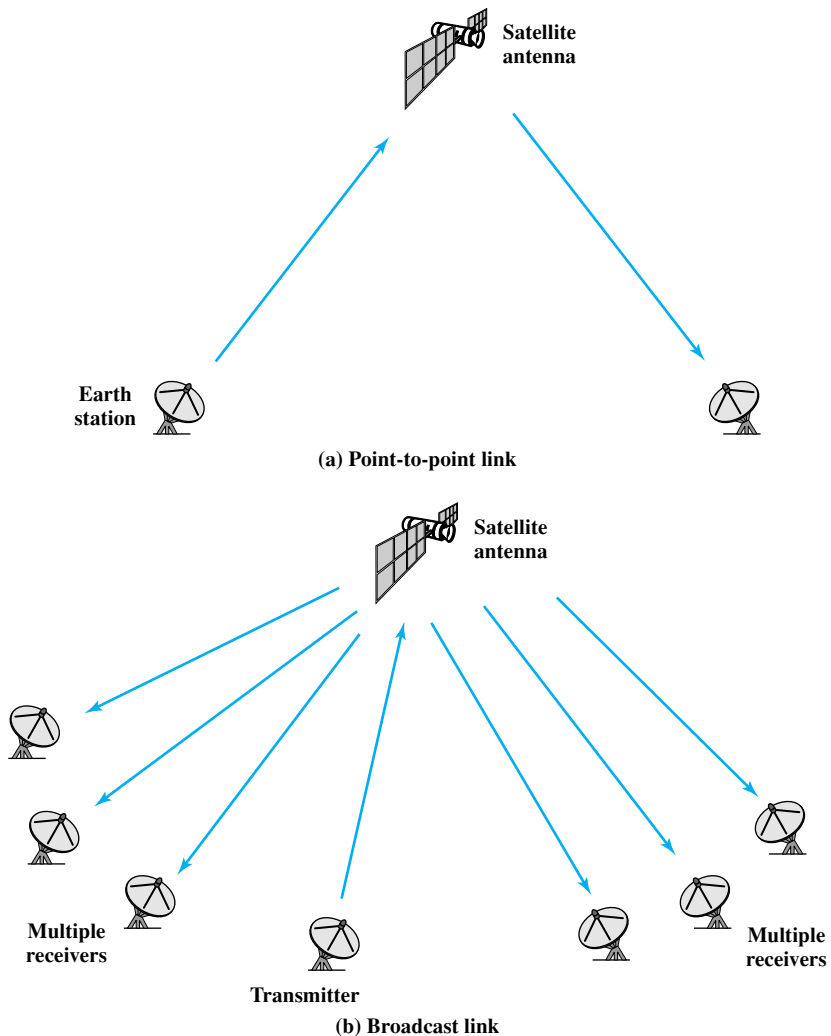 Satellite
antenna
Earth
station
(a) Point-to-point link
Satellite
antenna
Multiple
receivers
Transmitter
Multiple
receivers
(b) Broadcast link